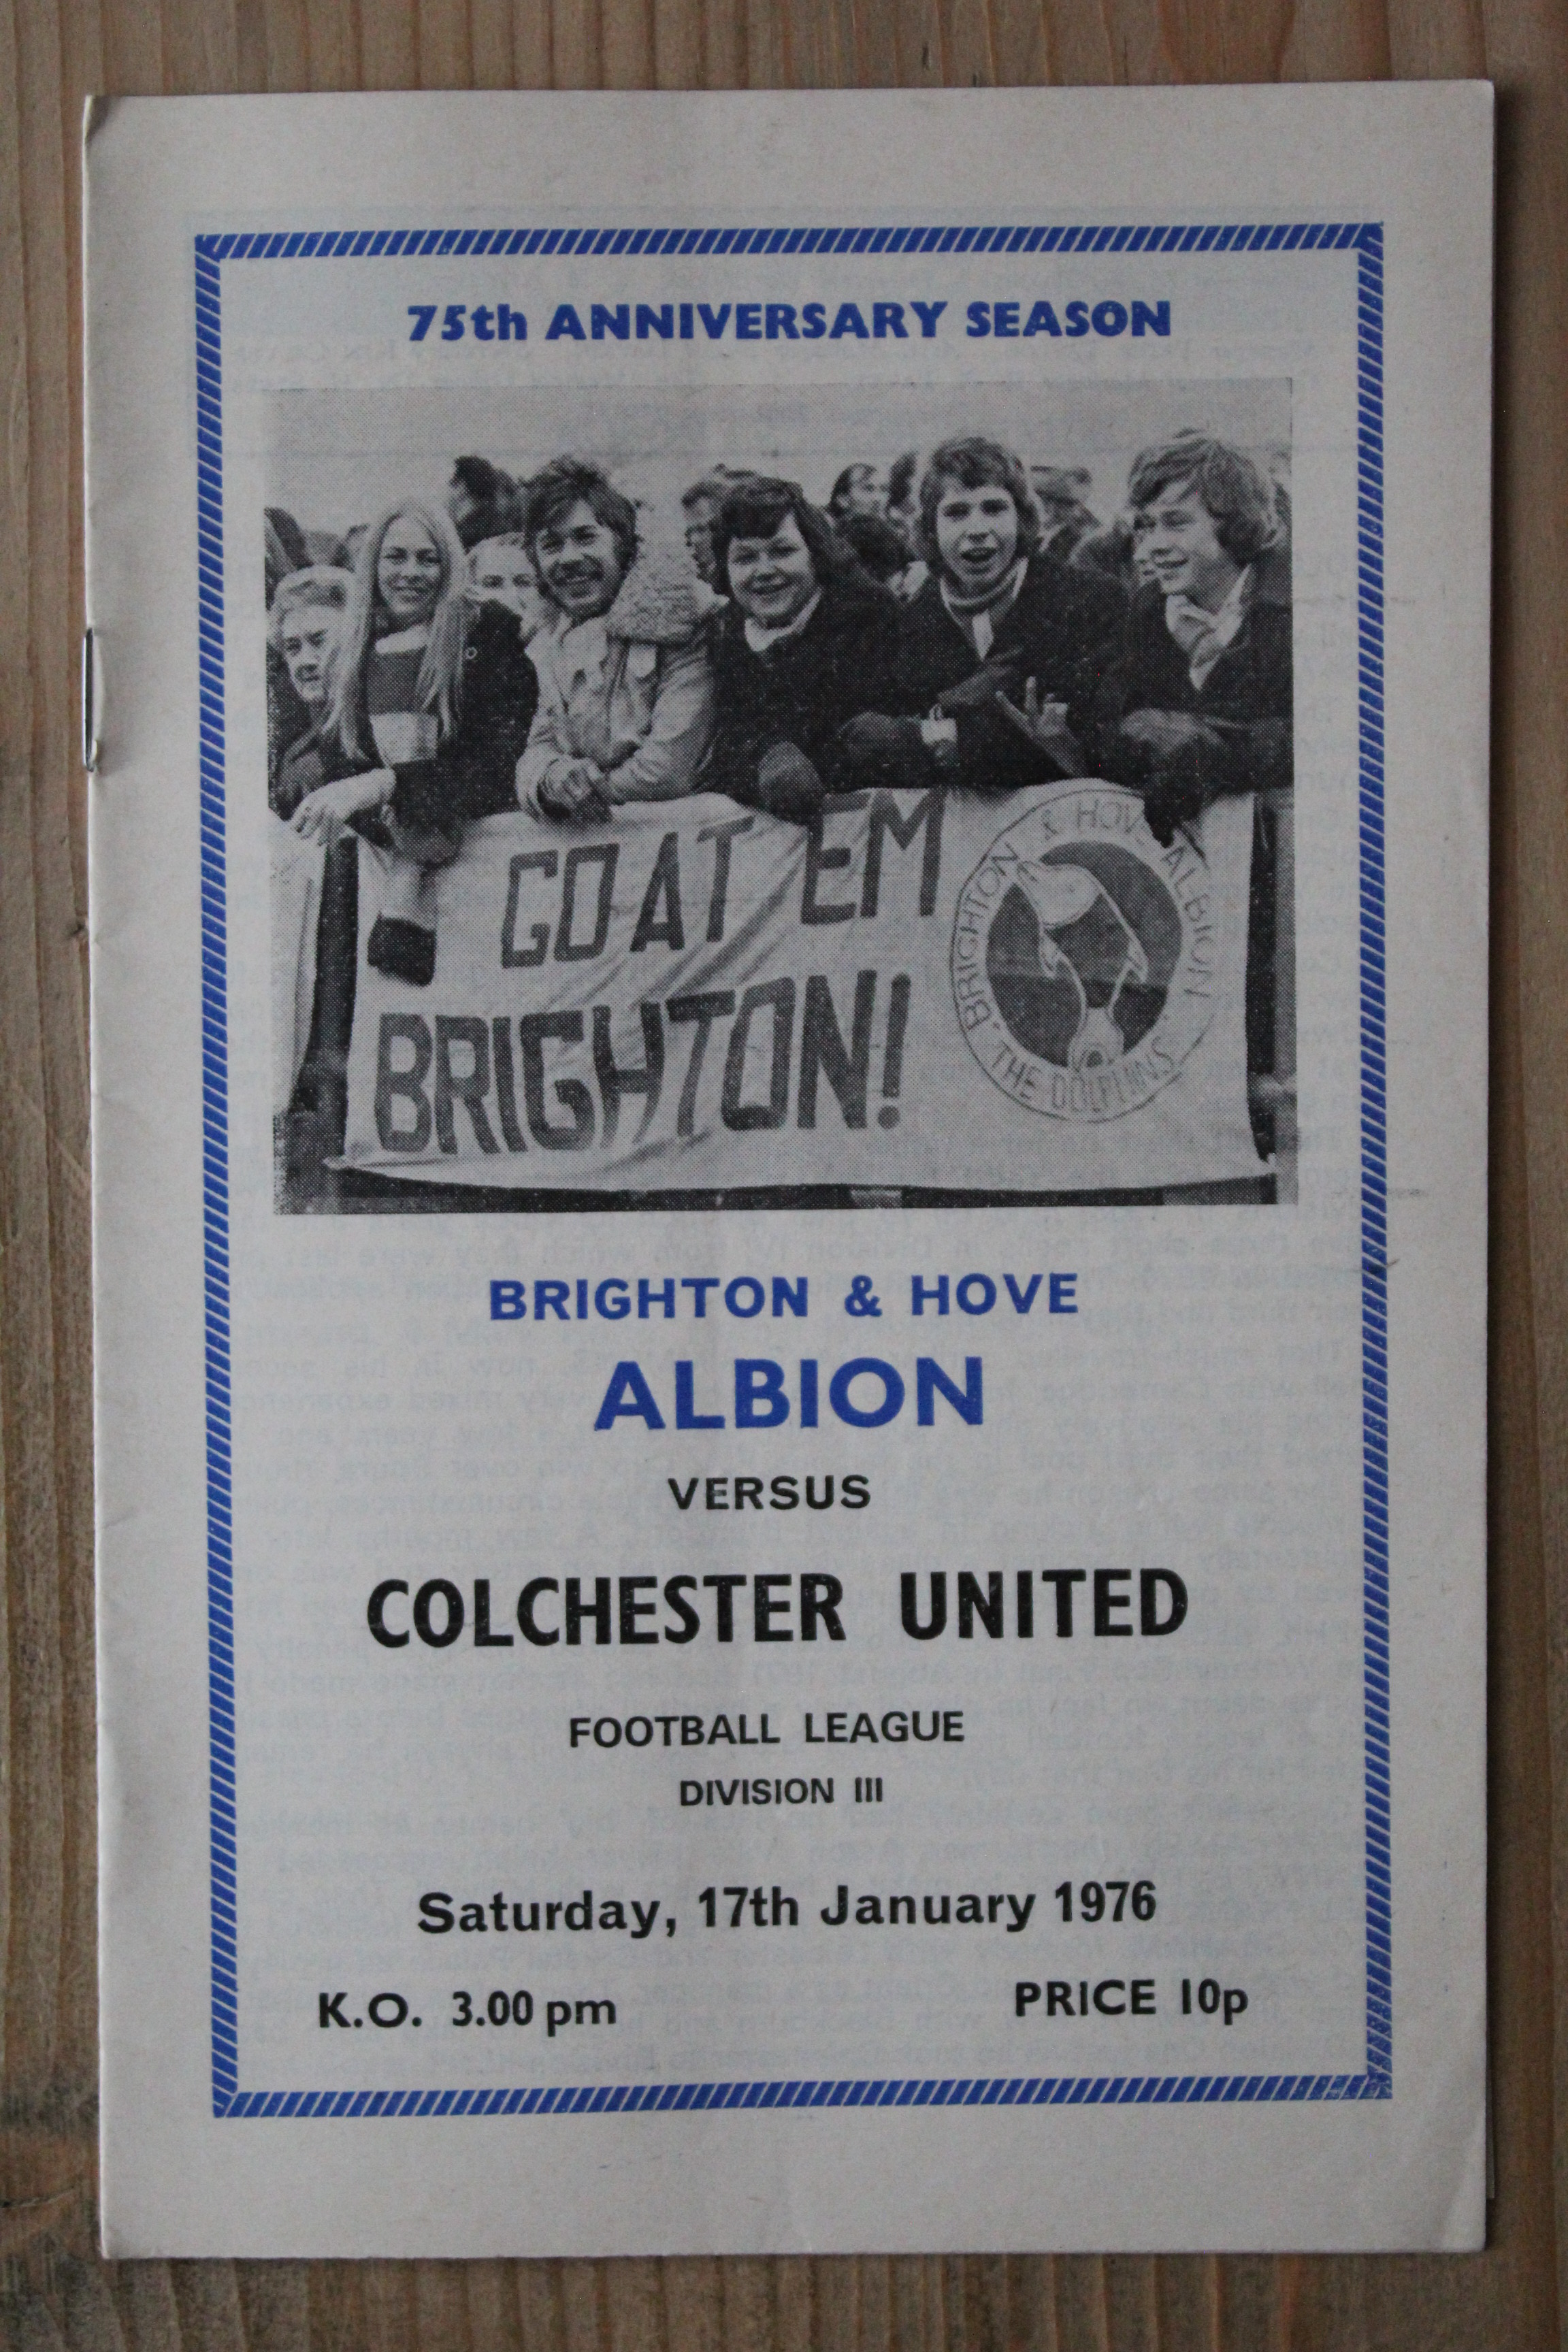 75th ANNIVERSARY SEASON
GO AT EM
BRIGHTON!
BRIGHTON & HOVE ALBION
· THE DOLPHINS ·
BRIGHTON & HOVE
ALBION
VERSUS
COLCHESTER UNITED
FOOTBALL LEAGUE
DIVISION III
Saturday, 17th January 1976
K.O. 3.00 pm
PRICE 10p